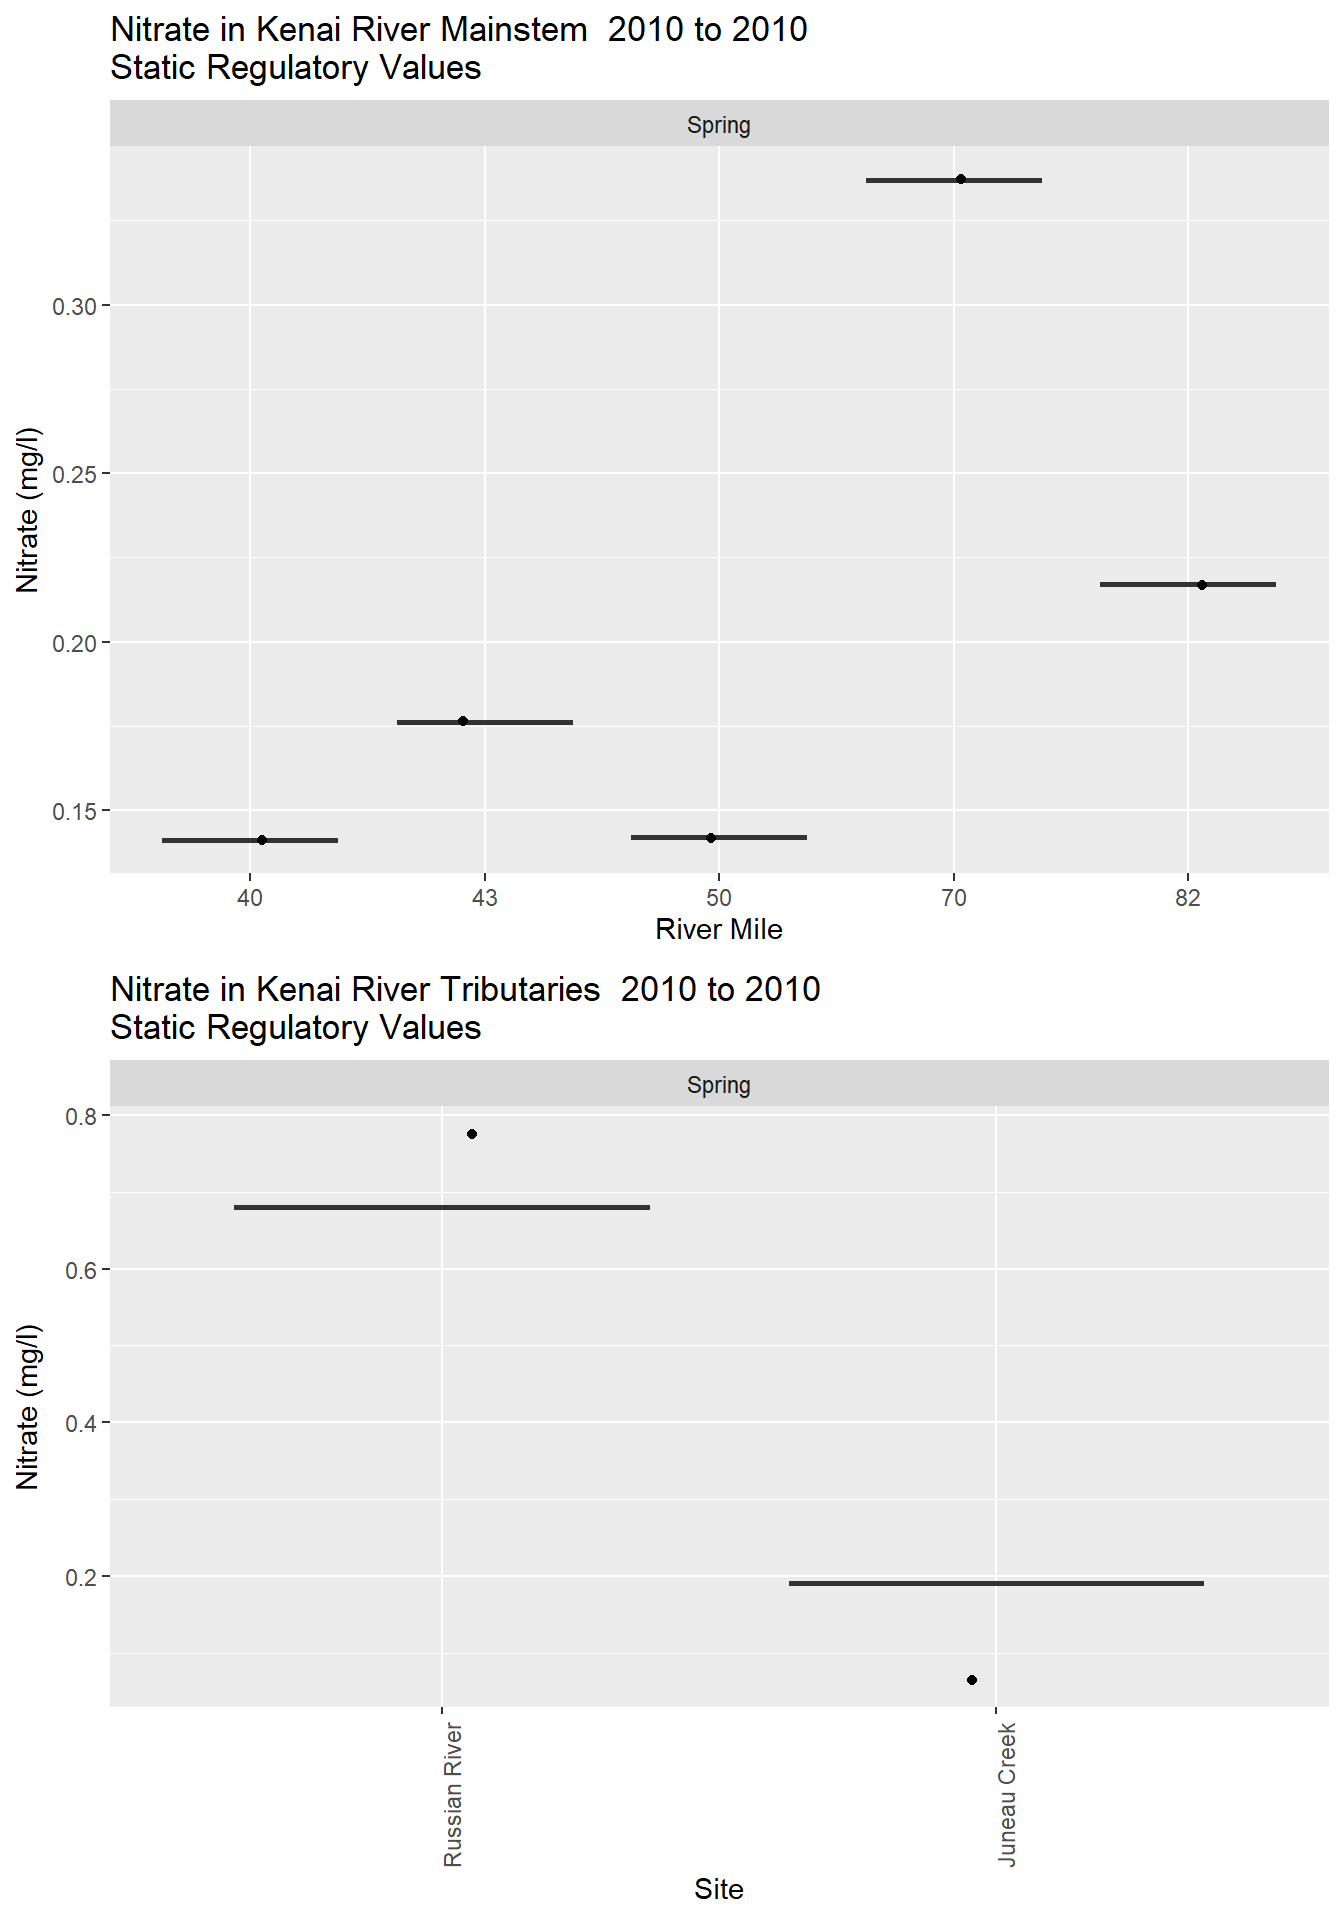 Nitrate in Kenai River Mainstem  2010 to 2010
Static Regulatory Values
Spring
0.30
0.25
0.20
0.15
Nitrate (mg/l)
40 43 50 70 82
River Mile
Nitrate in Kenai River Tributaries  2010 to 2010
Static Regulatory Values
Spring
0.8
0.6
0.4
0.2
Nitrate (mg/l)
Russian River
Juneau Creek
Site